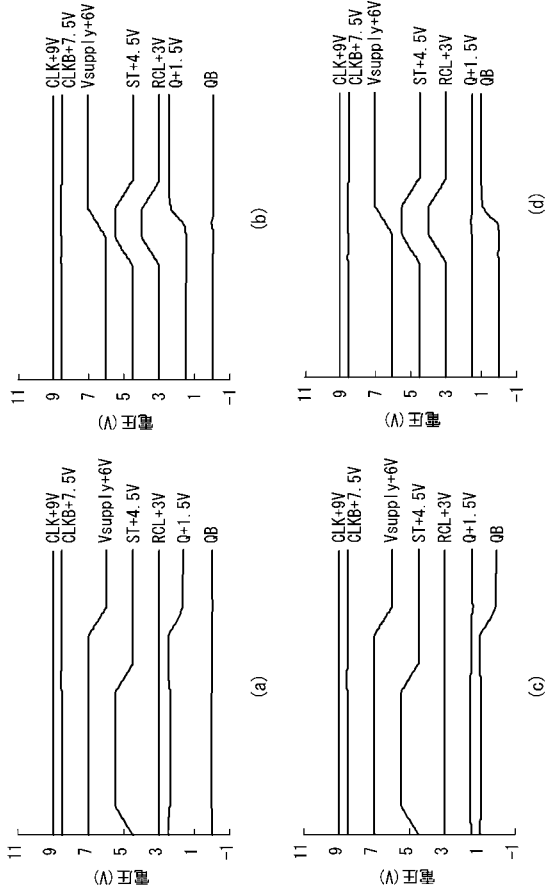 11
9
7
5
3
1
-1
電圧(V)
CLK+9V
CLKB+7.5V
Vsupply+6V
ST+4.5V
RCL+3V
Q+1.5V
QB
(a)
11
9
7
5
3
1
-1
電圧(V)
CLK+9V
CLKB+7.5V
Vsupply+6V
ST+4.5V
RCL+3V
Q+1.5V
QB
(b)
11
9
7
5
3
1
-1
電圧(V)
CLK+9V
CLKB+7.5V
Vsupply+6V
ST+4.5V
RCL+3V
Q+1.5V
QB
(c)
11
9
7
5
3
1
-1
電圧(V)
CLK+9V
CLKB+7.5V
Vsupply+6V
ST+4.5V
RCL+3V
Q+1.5V
QB
(d)